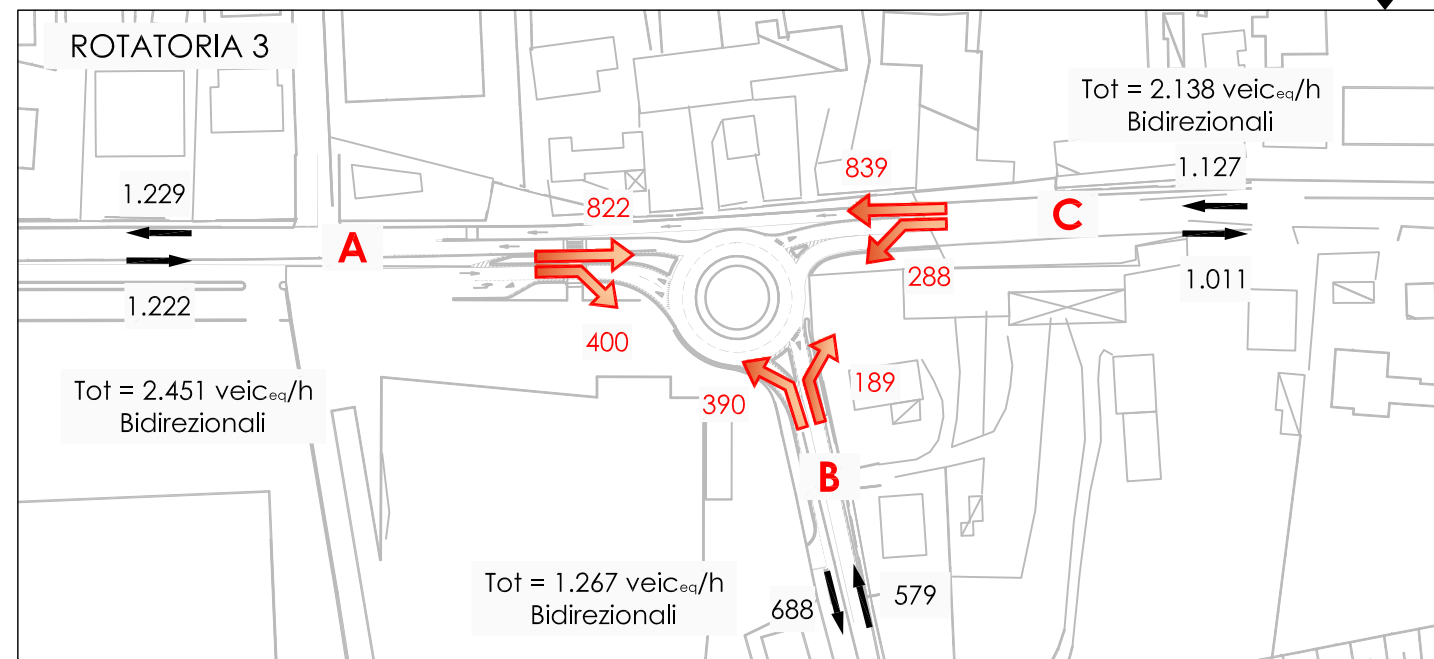 ROTATORIA 3
Tot = 2.138 veiceq/h
Bidirezionali
839
1.127
1.229
822
A
C
288
1.011
1.222
400
Tot = 2.451 veiceq/h
Bidirezionali
390
189
B
Tot = 1.267 veiceq/h
Bidirezionali
688
579